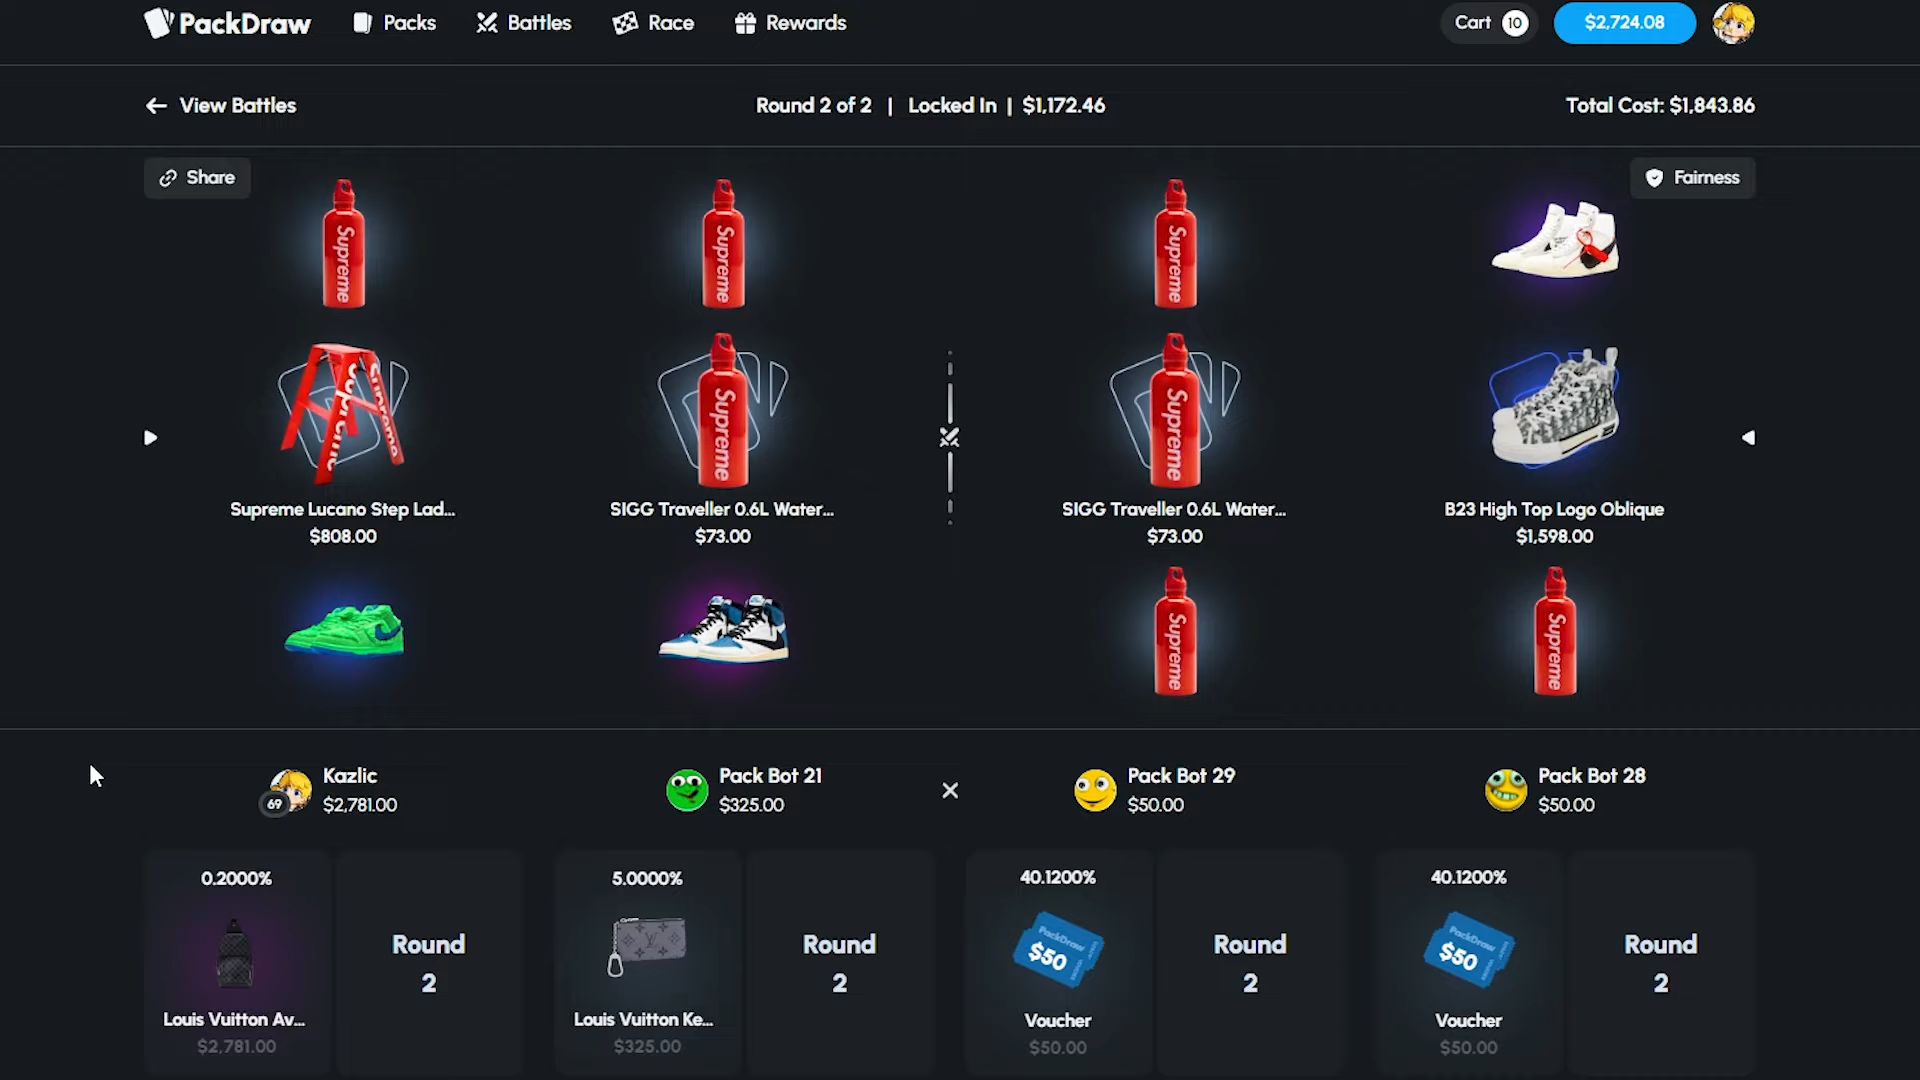 PackDraw
Packs
Battles
Race
Rewards
Cart 10
$2,724.08
View Battles
Round 2 of 2 | Locked In | $1,172.46
Total Cost: $1,843.86
Share
Fairness
Supreme
Supreme
Supreme
Supreme Supreme
Supreme
Supreme
Supreme Lucano Step Lad...
$808.00
SIGG Traveller 0.6L Water...
$73.00
SIGG Traveller 0.6L Water...
$73.00
B23 High Top Logo Oblique
$1,598.00
Supreme
Supreme
69
Kazlic
$2,781.00
Pack Bot 21
$325.00
Pack Bot 29
$50.00
Pack Bot 28
$50.00
0.2000%
Louis Vuitton Av...
$2,781.00
Round
2
5.0000%
Louis Vuitton Ke...
$325.00
Round
2
40.1200%
PackDraw
$50
Voucher
$50.00
Round
2
40.1200%
PackDraw
$50
Voucher
$50.00
Round
2